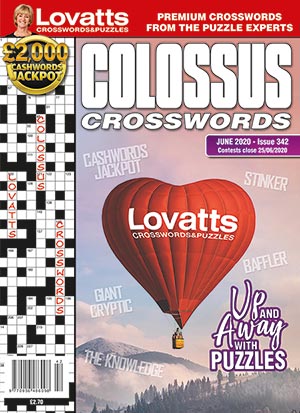 Lovatts
CROSSWORDS&PUZZLES
PREMIUM CROSSWORDS
FROM THE PUZZLE EXPERTS
£2,000
CASHWORDS
JACKPOT
COLOSSUS
CROSSWORDS
JUNE 2020 • Issue 342
Contests close 25/06/2020
CASHWORDS
JACKPOT
STINKER
COLOSSUS
LOVATTS
CROSSWORDS
Lovatts
CROSSWORDS&PUZZLES
BAFFLER
GIANT
CRYPTIC
UP AND
Away WITH
PUZZLES
THE KNOWLEDGE
£2.70